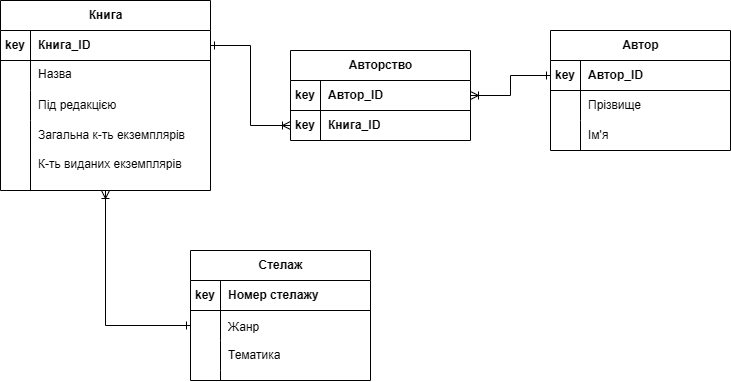 Книга
key Книга_ID
Назва
Під редакцією
Загальна к-ть екземплярів
К-ть виданих екземплярів
Авторство
key Автор_ID
key Книга_ID
Автор
key Автор_ID
Прізвище
Ім'я
Стелаж
key Номер стелажу
Жанр
Тематика